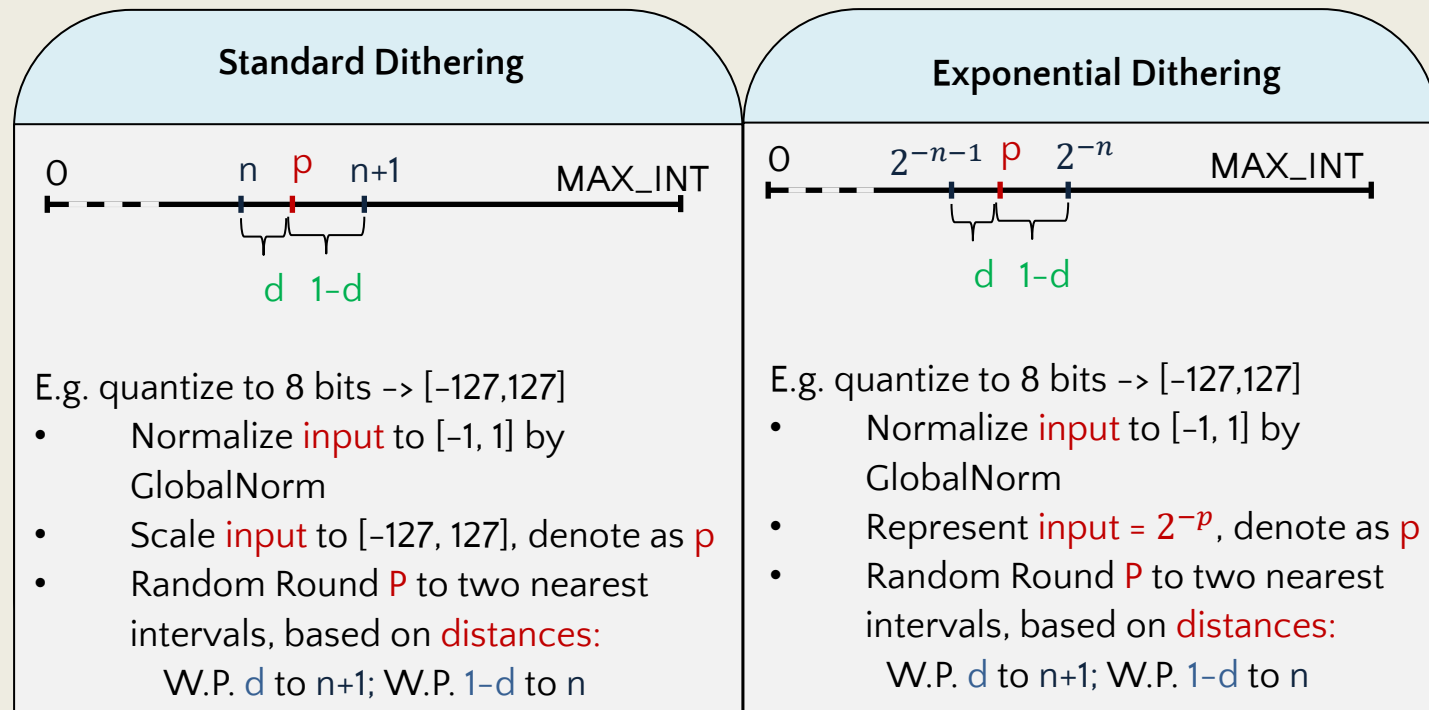 Standard Dithering
0 n p n+1 MAX_INT
d 1-d
E.g. quantize to 8 bits -> [-127,127]
• Normalize input to [-1, 1] by
GlobalNorm
• Scale input to [-127, 127], denote as p
• Random Round P to two nearest
intervals, based on distances:
W.P. d to n+1; W.P. 1-d to n
Exponential Dithering
0 2⁻ⁿ⁻¹ p 2⁻ⁿ MAX_INT
d 1-d
E.g. quantize to 8 bits -> [-127,127]
• Normalize input to [-1, 1] by
GlobalNorm
• Represent input = 2⁻ᵖ, denote as p
• Random Round P to two nearest
intervals, based on distances:
W.P. d to n+1; W.P. 1-d to n